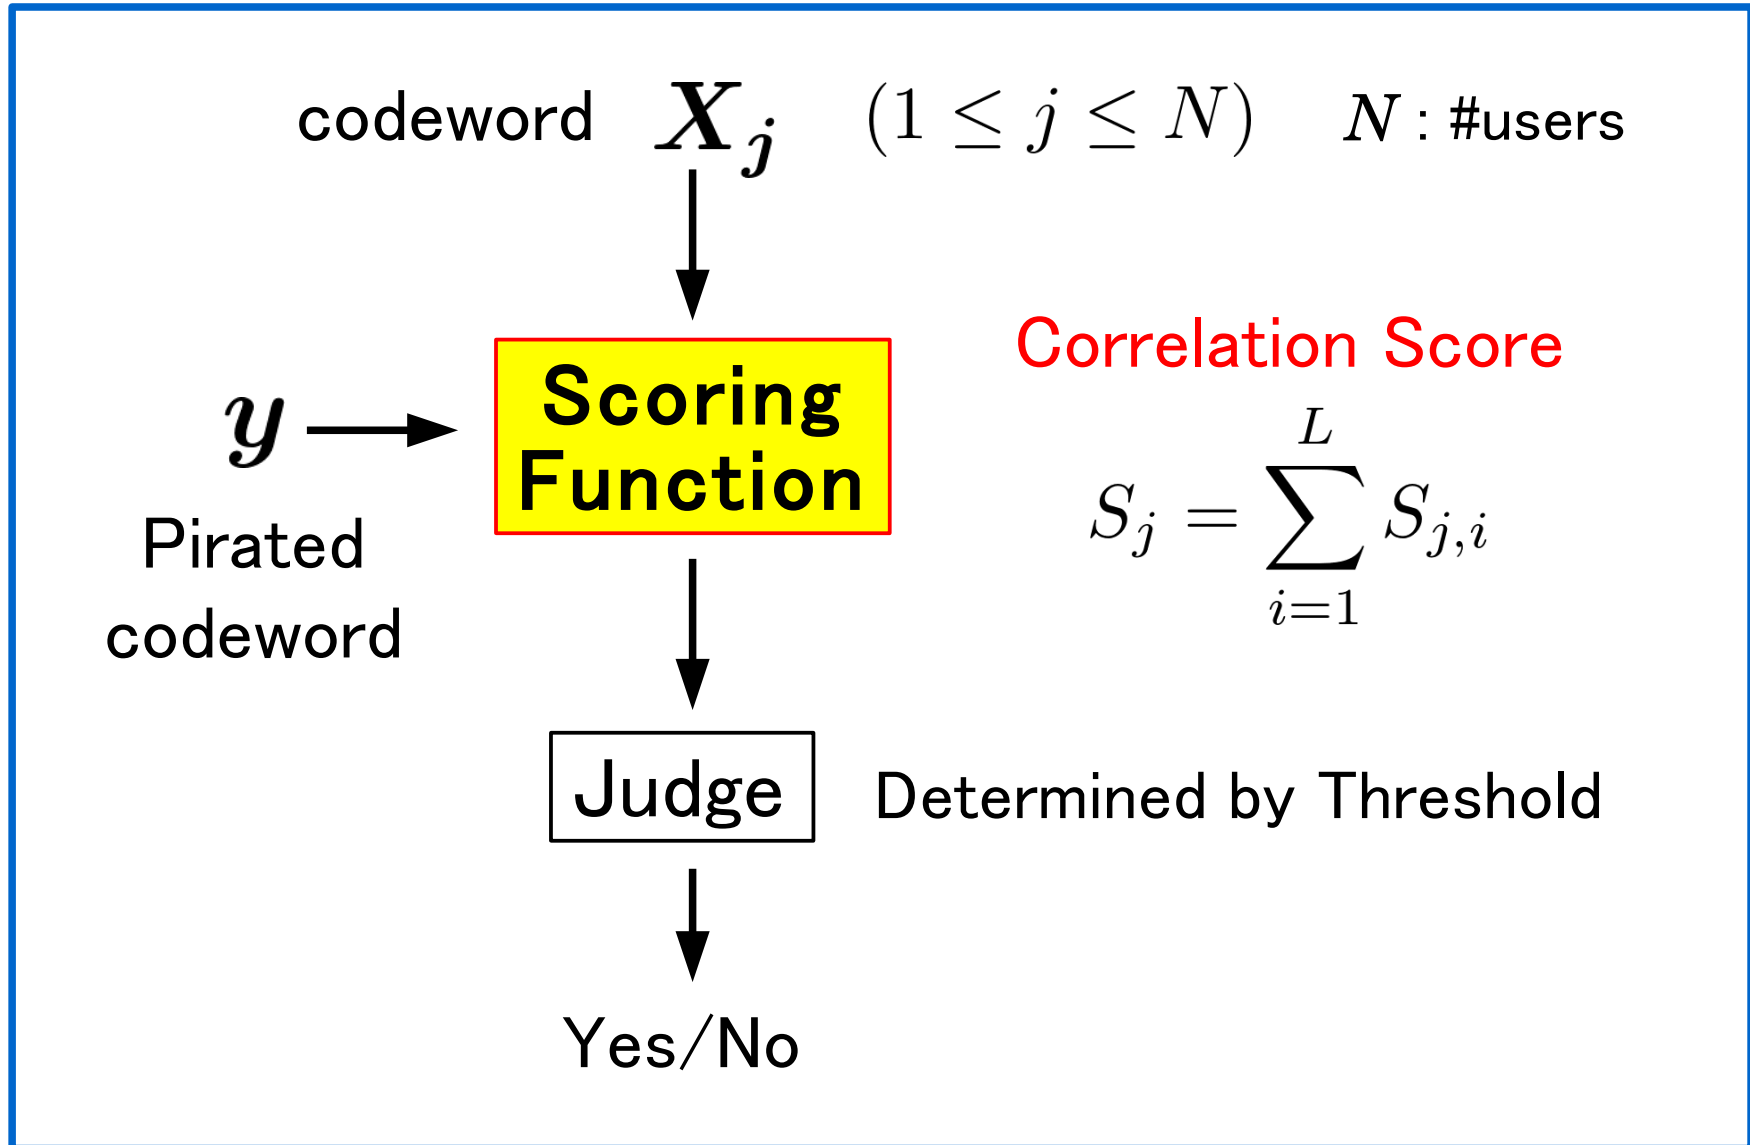 codeword X_j (1 ≤ j ≤ N) N : #users
Correlation Score
Scoring
Function
y
S_j = \sum_{i=1}^{L} S_{j,i}
Pirated
codeword
Judge
Determined by Threshold
Yes/No